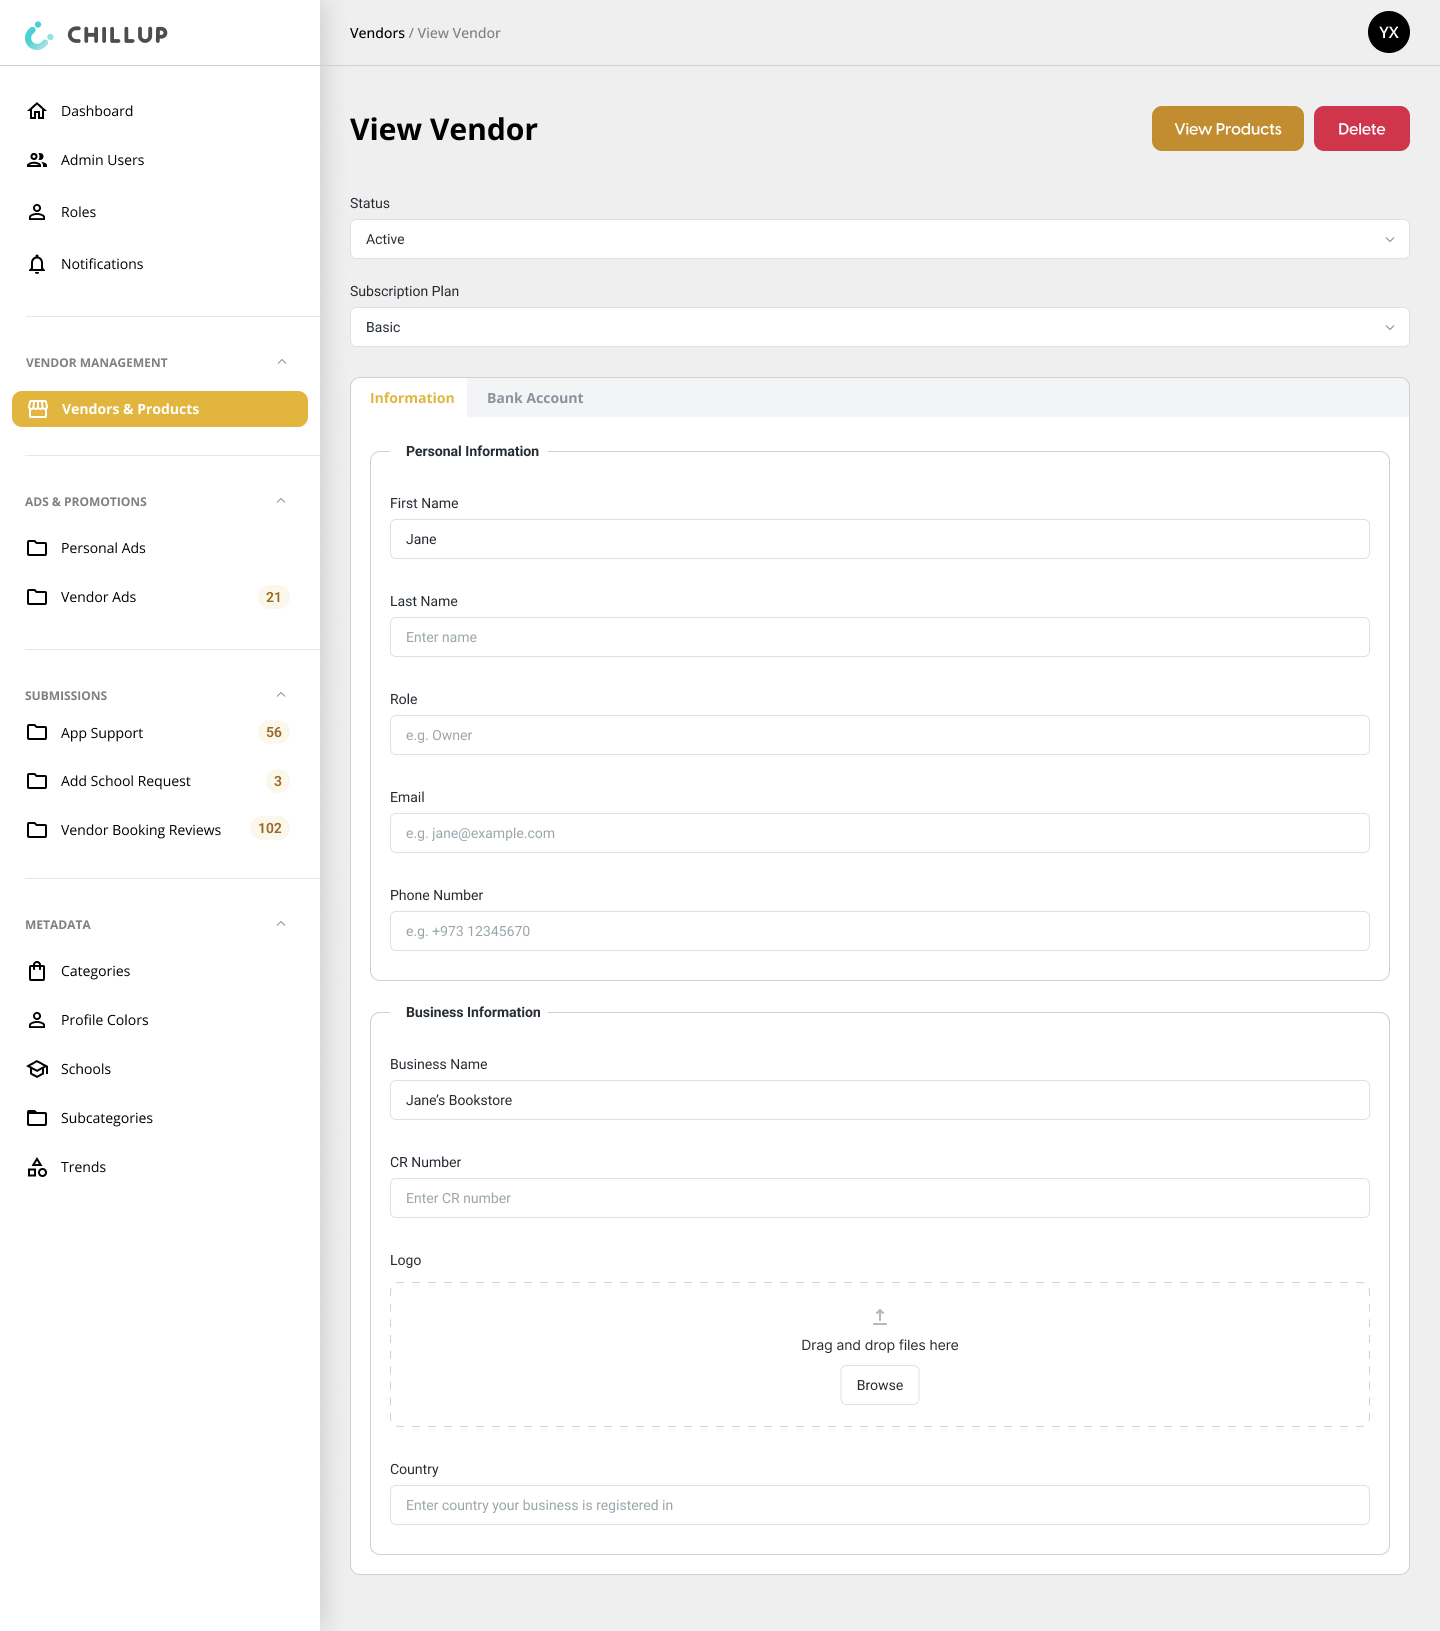 CHILLUP
Dashboard
Admin Users
Roles
Notifications
VENDOR MANAGEMENT
Vendors & Products
ADS & PROMOTIONS
Personal Ads
Vendor Ads 21
SUBMISSIONS
App Support 56
Add School Request 3
Vendor Booking Reviews 102
METADATA
Categories
Profile Colors
Schools
Subcategories
Trends
Vendors / View Vendor
YX
View Vendor
View Products
Delete
Status
Active
Subscription Plan
Basic
Information
Bank Account
Personal Information
First Name
Jane
Last Name
Enter name
Role
e.g. Owner
Email
e.g. jane@example.com
Phone Number
e.g. +973 12345670
Business Information
Business Name
Jane’s Bookstore
CR Number
Enter CR number
Logo
Drag and drop files here
Browse
Country
Enter country your business is registered in